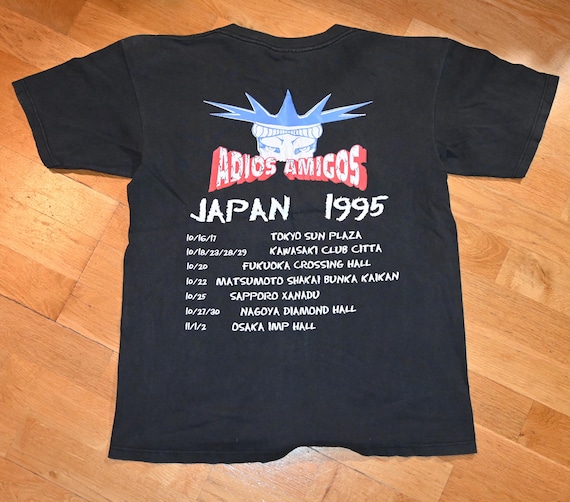 ADIOS AMIGOS
JAPAN 1995
10/16/17 TOKYO SUN PLAZA
10/18/23/28/29 KAWASAKI CLUB CITTA
10/20 FUKUOKA CROSSING HALL
10/22 MATSUMOTO SHAKAI BUNKA KAIKAN
10/25 SAPPORO XANADU
10/27/30 NAGOYA DIAMOND HALL
11/1/2 OSAKA IMP HALL